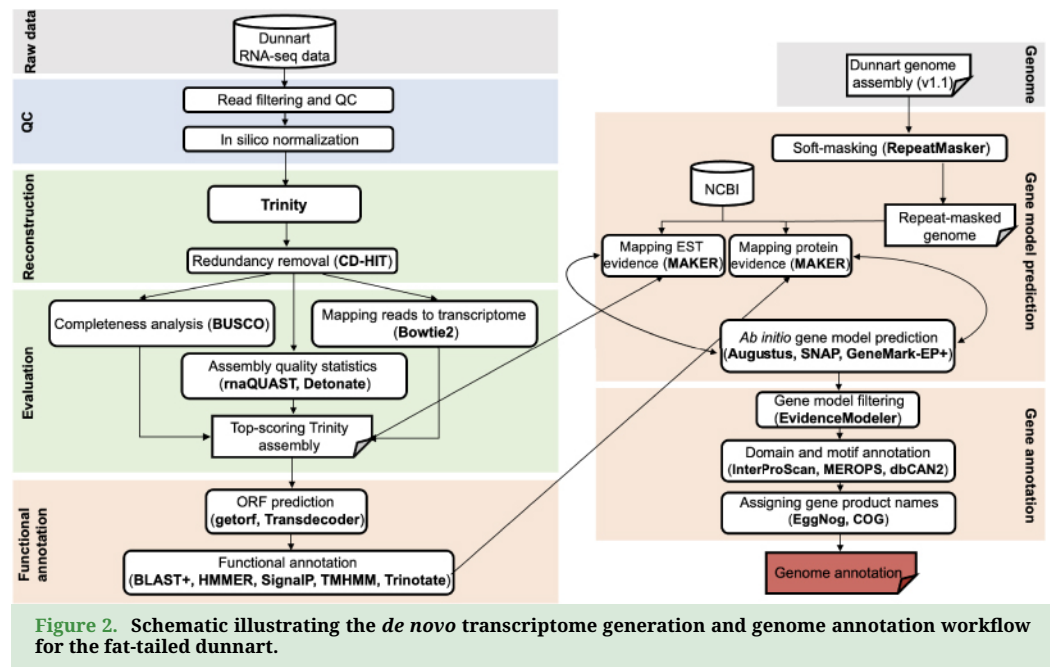 Raw data
Dunnart
RNA-seq data
QC
Read filtering and QC
In silico normalization
Reconstruction
Trinity
Redundancy removal (CD-HIT)
Evaluation
Completeness analysis (BUSCO)
Mapping reads to transcriptome
(Bowtie2)
Assembly quality statistics
(rnaQUAST, Detonate)
Top-scoring Trinity
assembly
Functional
annotation
ORF prediction
(getorf, Transdecoder)
Functional annotation
(BLAST+, HMMER, SignalP, TMHMM, Trinotate)
Genome
Dunnart genome
assembly (v1.1)
Gene model prediction
Soft-masking (RepeatMasker)
NCBI
Repeat-masked
genome
Mapping EST
evidence (MAKER)
Mapping protein
evidence (MAKER)
Ab initio gene model prediction
(Augustus, SNAP, GeneMark-EP+)
Gene annotation
Gene model filtering
(EvidenceModeler)
Domain and motif annotation
(InterProScan, MEROPS, dbCAN2)
Assigning gene product names
(EggNog, COG)
Genome annotation
Figure 2. Schematic illustrating the de novo transcriptome generation and genome annotation workflow
for the fat-tailed dunnart.